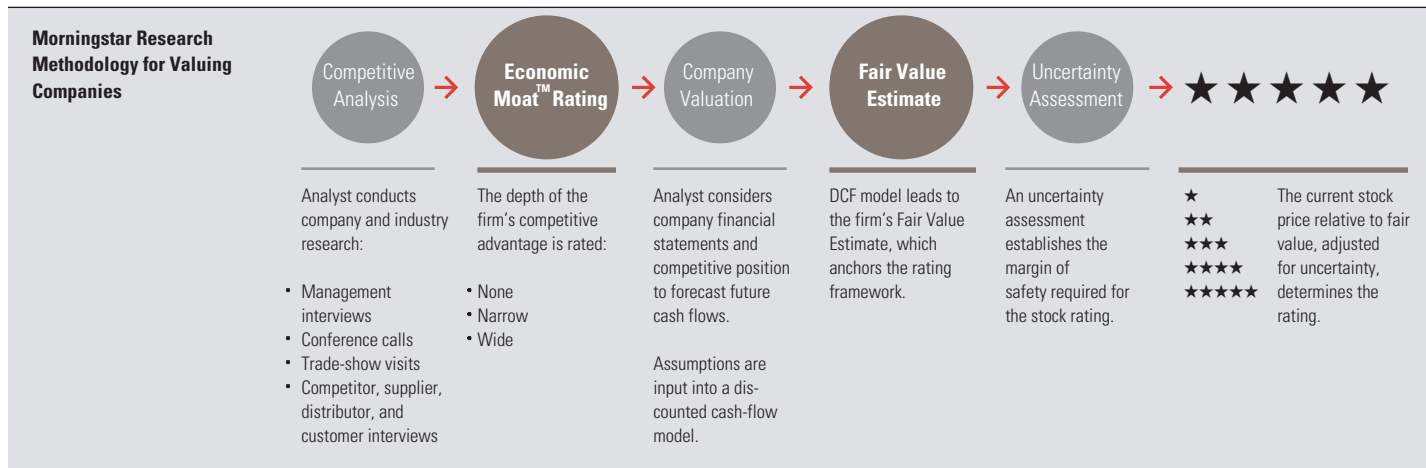 Morningstar Research
Methodology for Valuing
Companies
Competitive
Analysis
Economic
Moat™ Rating
Company
Valuation
Fair Value
Estimate
Uncertainty
Assessment
★★★★★
Analyst conducts
company and industry
research:
• Management
interviews
• Conference calls
• Trade-show visits
• Competitor, supplier,
distributor, and
customer interviews
The depth of the
firm's competitive
advantage is rated:
• None
• Narrow
• Wide
Analyst considers
company financial
statements and
competitive position
to forecast future
cash flows.
Assumptions are
input into a dis-
counted cash-flow
model.
DCF model leads to
the firm's Fair Value
Estimate, which
anchors the rating
framework.
An uncertainty
assessment
establishes the
margin of
safety required for
the stock rating.
★
★★
★★★
★★★★
★★★★★
The current stock
price relative to fair
value, adjusted
for uncertainty,
determines the
rating.